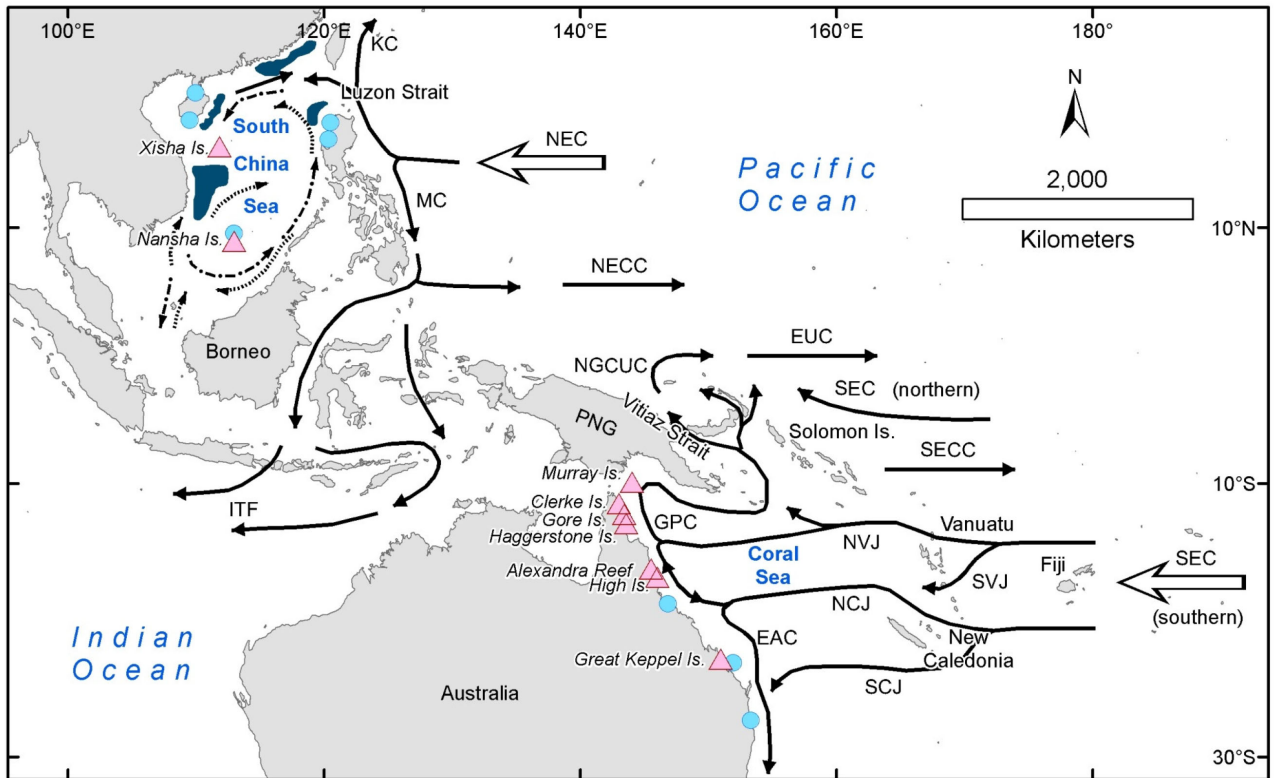 100°E
120°E
140°E
160°E
180°
KC
Luzon Strait
N
South
China
Sea
Xisha Is.
NEC
Pacific
Ocean
2,000
Kilometers
MC
10°N
Nansha Is.
NECC
Borneo
EUC
NGCUC
SEC (northern)
PNG
Vitiaz Strait
Solomon Is.
SECC
Murray Is.
10°S
Clerke Is.
Gore Is.
Haggerstone Is.
ITF
GPC
Vanuatu
NVJ
Coral
Sea
Fiji
SEC
Alexandra Reef
High Is.
SVJ
NCJ
(southern)
Indian
Ocean
EAC
New
Caledonia
Great Keppel Is.
SCJ
Australia
30°S